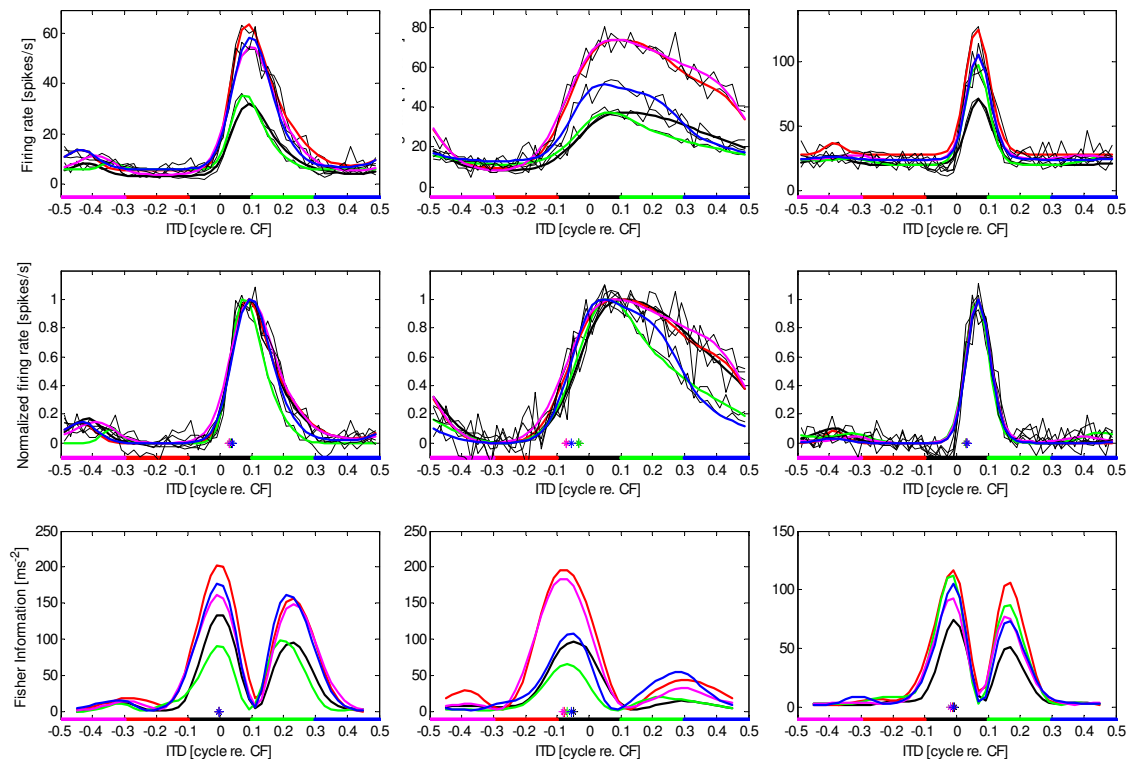 Firing rate [spikes/s]
60
40
20
0
-0.5 -0.4 -0.3 -0.2 -0.1 0 0.1 0.2 0.3 0.4 0.5
ITD [cycle re. CF]
80
60
40
20
0
-0.5 -0.4 -0.3 -0.2 -0.1 0 0.1 0.2 0.3 0.4 0.5
ITD [cycle re. CF]
100
50
0
-0.5 -0.4 -0.3 -0.2 -0.1 0 0.1 0.2 0.3 0.4 0.5
ITD [cycle re. CF]
Normalized firing rate [spikes/s]
1
0.8
0.6
0.4
0.2
0
-0.5 -0.4 -0.3 -0.2 -0.1 0 0.1 0.2 0.3 0.4 0.5
ITD [cycle re. CF]
1
0.8
0.6
0.4
0.2
0
-0.5 -0.4 -0.3 -0.2 -0.1 0 0.1 0.2 0.3 0.4 0.5
ITD [cycle re. CF]
1
0.8
0.6
0.4
0.2
0
-0.5 -0.4 -0.3 -0.2 -0.1 0 0.1 0.2 0.3 0.4 0.5
ITD [cycle re. CF]
Fisher Information [ms⁻²]
250
200
150
100
50
0
-0.5 -0.4 -0.3 -0.2 -0.1 0 0.1 0.2 0.3 0.4 0.5
ITD [cycle re. CF]
250
200
150
100
50
0
-0.5 -0.4 -0.3 -0.2 -0.1 0 0.1 0.2 0.3 0.4 0.5
ITD [cycle re. CF]
150
100
50
0
-0.5 -0.4 -0.3 -0.2 -0.1 0 0.1 0.2 0.3 0.4 0.5
ITD [cycle re. CF]